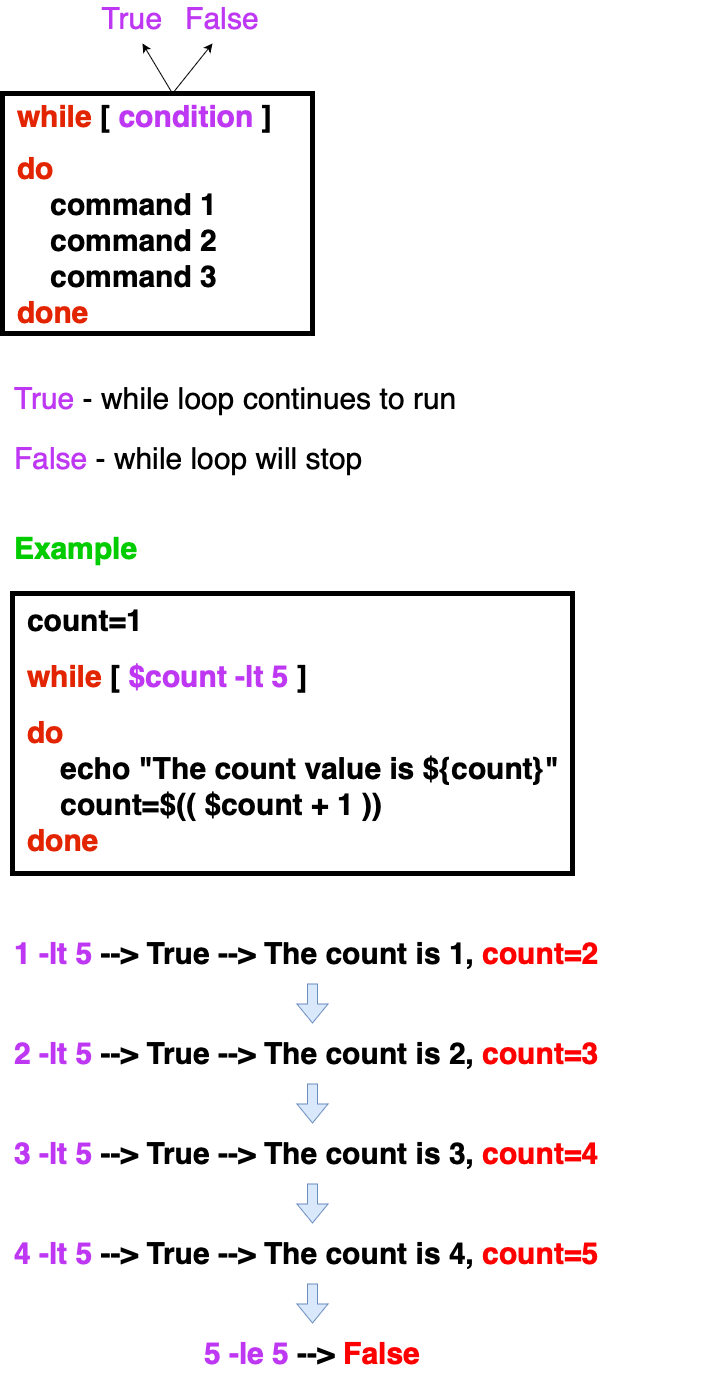 True False
while [ condition ]
do
command 1
command 2
command 3
done
True - while loop continues to run
False - while loop will stop
Example
count=1
while [ $count -lt 5 ]
do
echo "The count value is ${count}"
count=$(( $count + 1 ))
done
1 -lt 5 --> True --> The count is 1, count=2
2 -lt 5 --> True --> The count is 2, count=3
3 -lt 5 --> True --> The count is 3, count=4
4 -lt 5 --> True --> The count is 4, count=5
5 -le 5 --> False